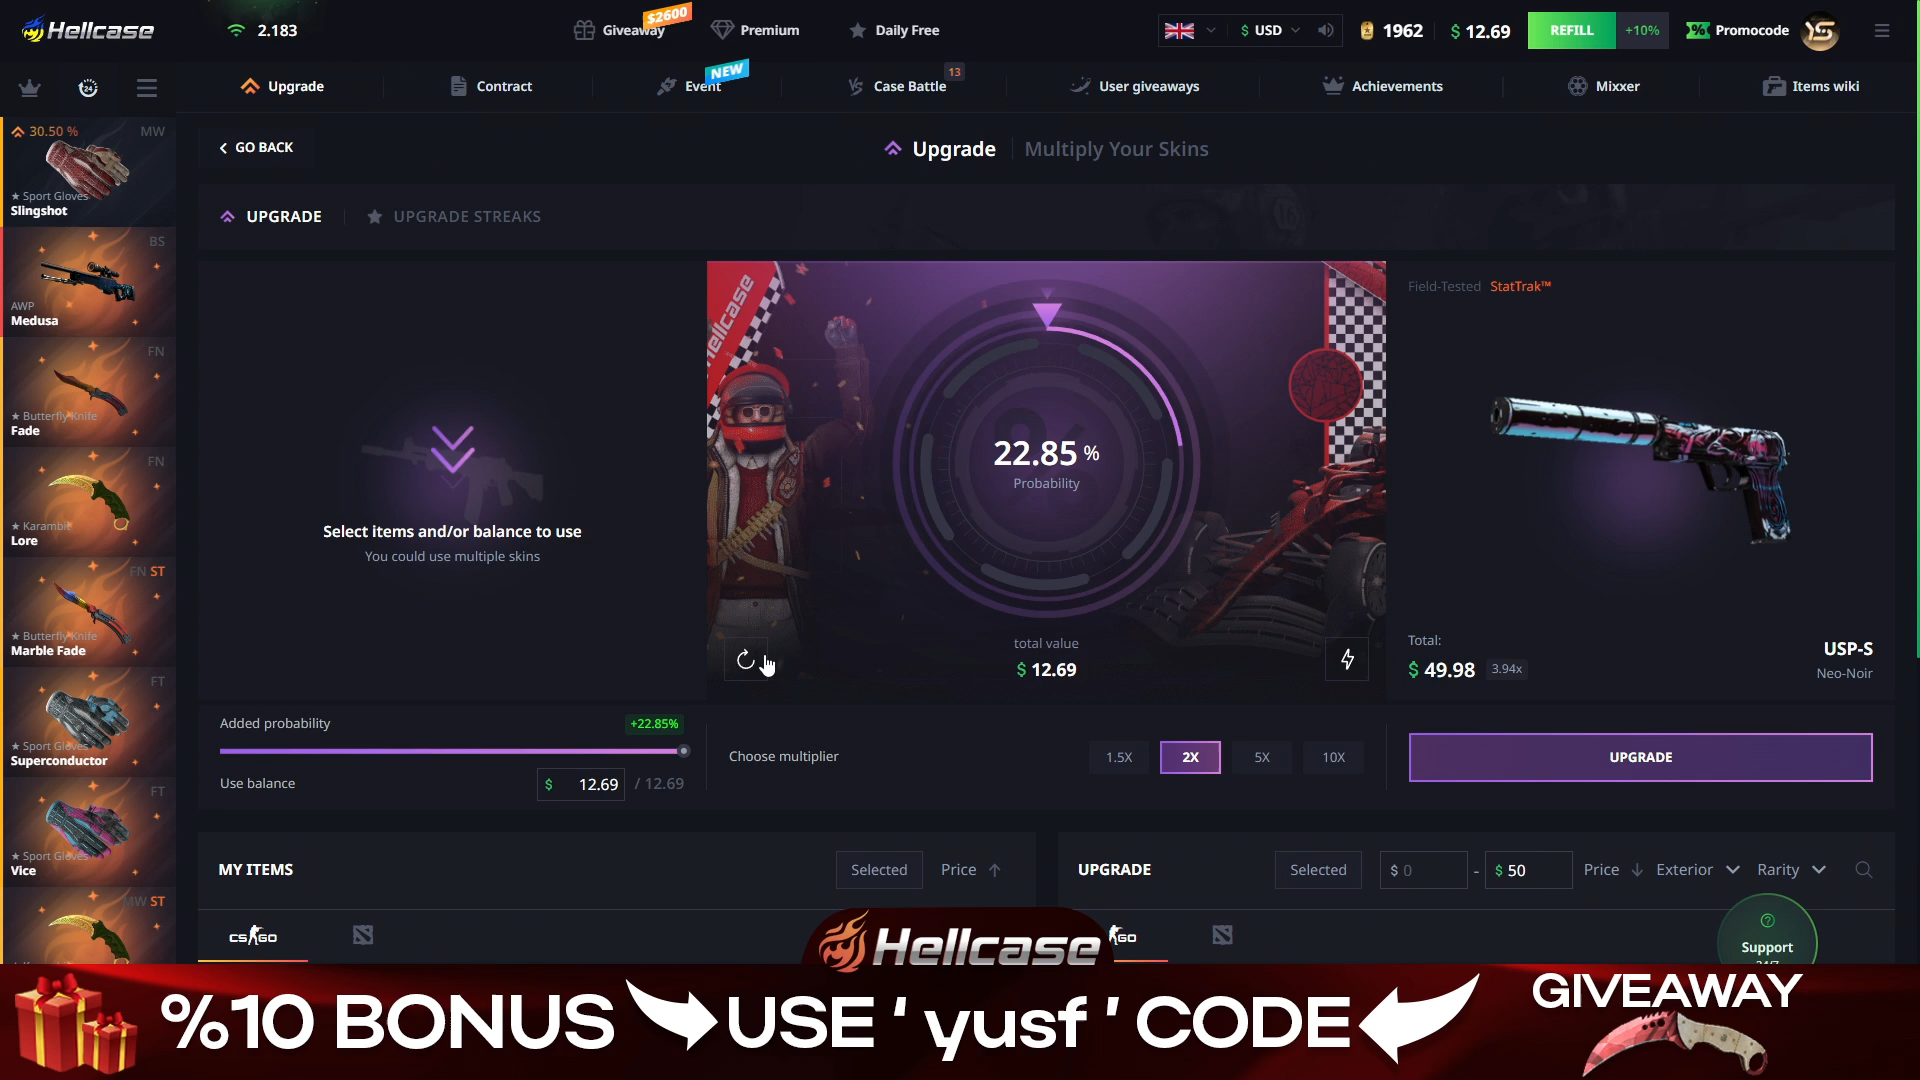 Hellcase
2.183
Giveaway
$2600
Premium
Daily Free
$ USD
1962
$ 12.69
REFILL
+10%
Promocode
24
Upgrade
Contract
Event
NEW
Case Battle
13
User giveaways
Achievements
Mixxer
Items wiki
30.50 %
MW
★ Sport Gloves
Slingshot
BS
AWP
Medusa
FN
★ Butterfly Knife
Fade
FN
★ Karambit
Lore
FN ST
★ Butterfly Knife
Marble Fade
FT
★ Sport Gloves
Superconductor
FT
★ Sport Gloves
Vice
MW ST
GO BACK
Upgrade
Multiply Your Skins
UPGRADE
UPGRADE STREAKS
Select items and/or balance to use
You could use multiple skins
Hellcase
22.85 %
Probability
total value
$ 12.69
Field-Tested StatTrak™
Total:
$ 49.98
3.94x
USP-S
Neo-Noir
Added probability
+22.85%
Use balance
$ 12.69
/ 12.69
Choose multiplier
1.5X
2X
5X
10X
UPGRADE
MY ITEMS
Selected
Price
CS GO
UPGRADE
Selected
$ 0
-
$ 50
Price
Exterior
Rarity
GO
Support
Hellcase
%10 BONUS
USE ' yusf ' CODE
GIVEAWAY